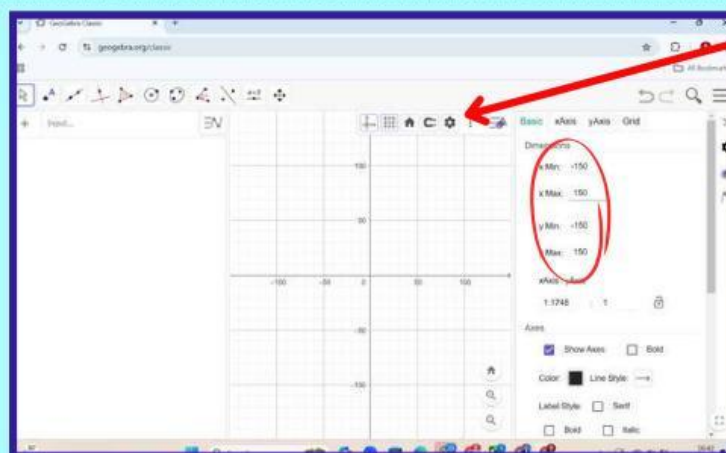 GeoGebra Classic
geogebra.org/classic
All Bookmarks
Input...
Basic xAxis yAxis Grid
Dimensions
x Min: -150
x Max: 150
y Min: -150
Max: 150
xAxis
1.1748 : 1
Axes
Show Axes Bold
Color: Line Style:
Label Style: Serif
Bold Italic
100
50
-100 -50 0 50 100
-50
-100